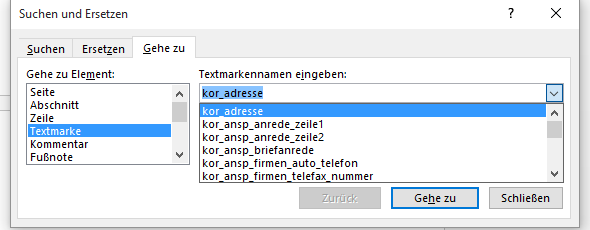 Suchen und Ersetzen
?
Suchen Ersetzen Gehe zu
Gehe zu Element: Textmarkennamen eingeben:
Seite
Abschnitt
Zeile
Textmarke
Kommentar
Fußnote
kor_adresse
kor_adresse
kor_ansp_anrede_zeile1
kor_ansp_anrede_zeile2
kor_ansp_briefanrede
kor_ansp_firmen_auto_telefon
kor_ansp_firmen_telefax_nummer
Zurück Gehe zu Schließen